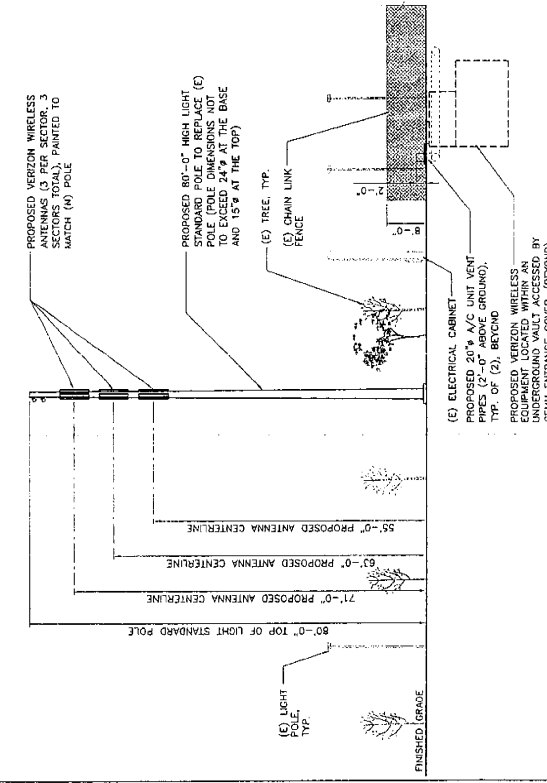 PROPOSED VERIZON WIRELESS
ANTENNAS (3 PER SECTOR, 3
SECTORS TOTAL), PAINTED TO
MATCH (N) POLE
PROPOSED 80'-0" HIGH LIGHT
STANDARD POLE TO REPLACE (E)
POLE (POLE DIMENSIONS NOT
TO EXCEED 24"ø AT THE BASE
AND 15"ø AT THE TOP)
(E) TREE, TYP.
(E) CHAIN LINK
FENCE
8'-0"
2'-0"
(E) ELECTRICAL CABINET
PROPOSED 20"ø A/C UNIT VENT
PIPES (2'-0" ABOVE GROUND),
TYP. OF (2), BEYOND
PROPOSED VERIZON WIRELESS
EQUIPMENT LOCATED WITHIN AN
UNDERGROUND VAULT ACCESSED BY
55'-0" PROPOSED ANTENNA CENTERLINE
63'-0" PROPOSED ANTENNA CENTERLINE
71'-0" PROPOSED ANTENNA CENTERLINE
80'-0" TOP OF LIGHT STANDARD POLE
(E) LIGHT
POLE,
TYP.
FINISHED GRADE